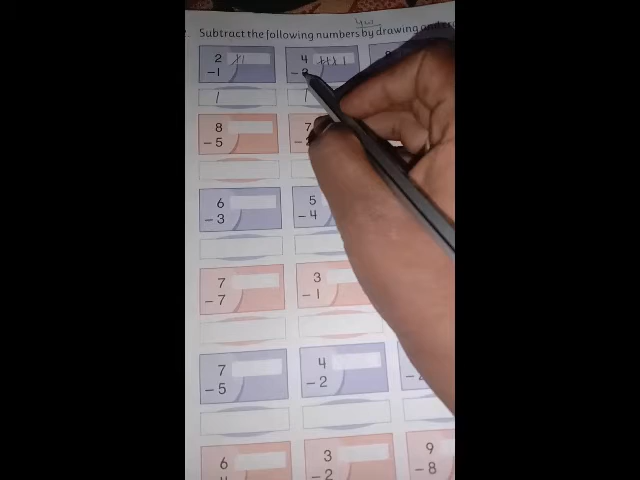 HW
Subtract the following numbers by drawing and
2 4
-1 -
1 1
8 7
- 5 -
6 5
- 3 - 4
7 3
- 7 - 1
7 4
- 5 - 2 -
6 3 9
- 2 - 8